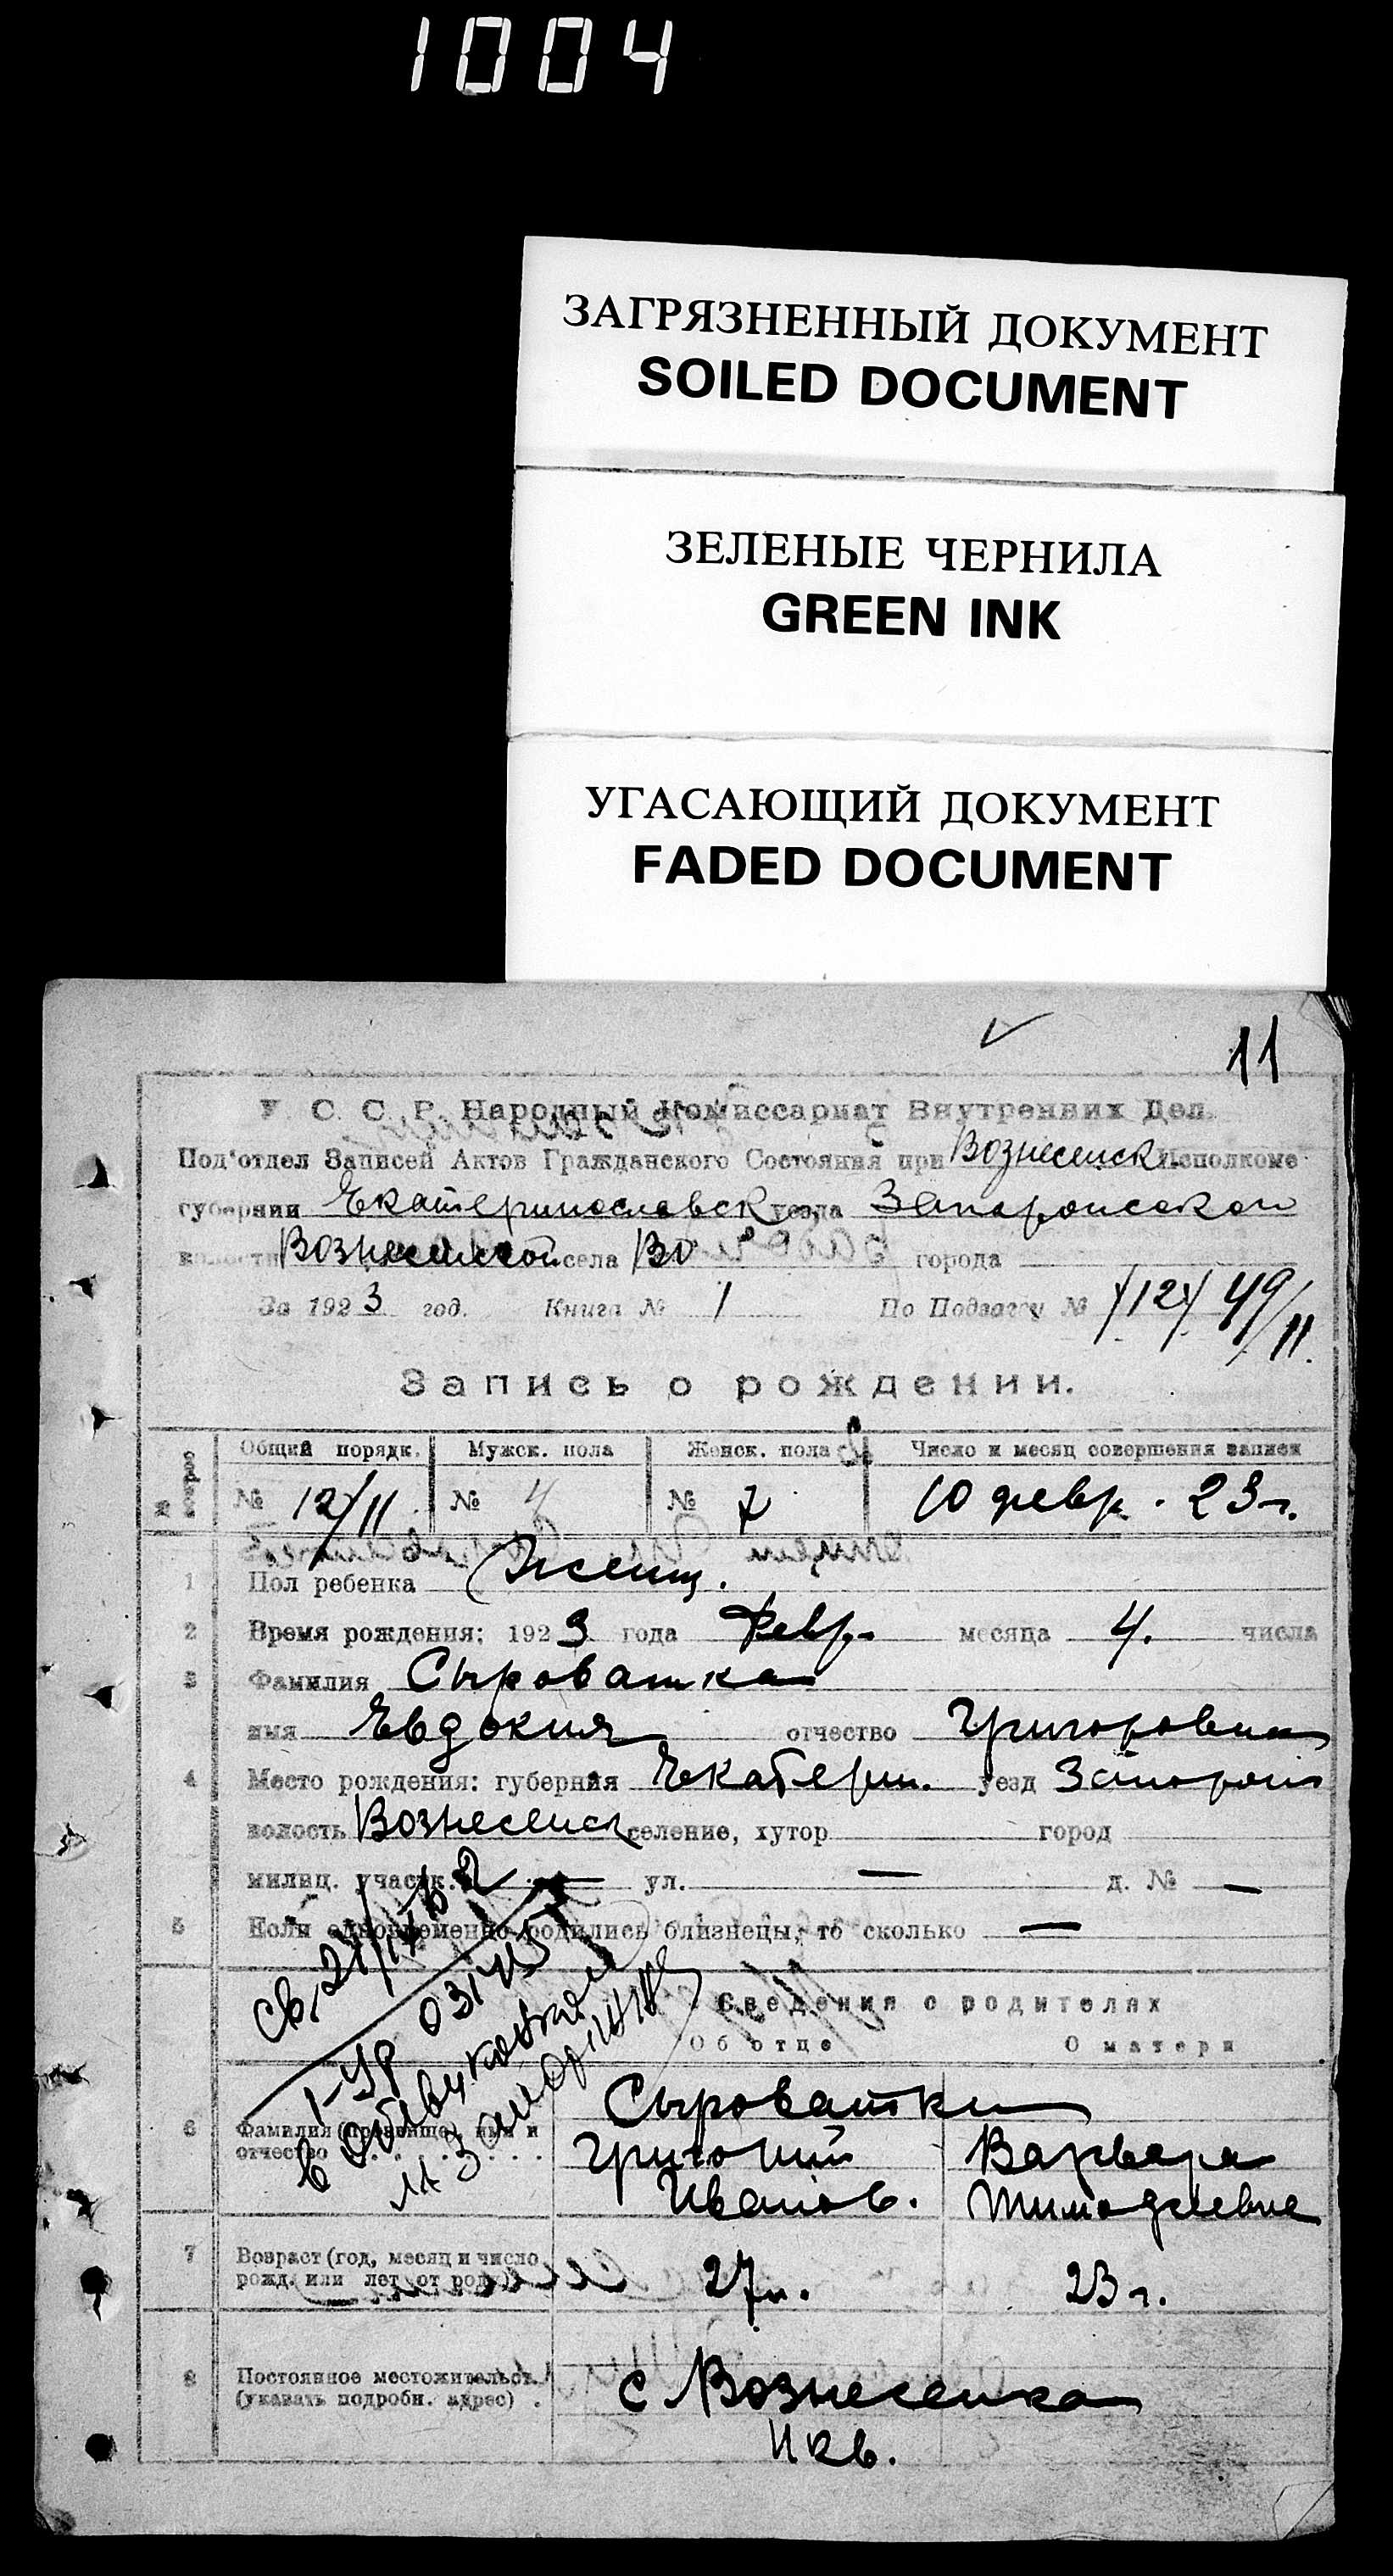 1004
ЗАГРЯЗНЕННЫЙ ДОКУМЕНТ
SOILED DOCUMENT
ЗЕЛЕНЫЕ ЧЕРНИЛА
GREEN INK
УГАСАЮЩИЙ ДОКУМЕНТ
FADED DOCUMENT
11
У. С. С. Р. Народный Комиссариат Внутренних Дел.
Под'отдел Записей Актов Гражданского Состояния при Вознесенск. Исполкоме
губернии Екатеринославск уезда Запорожской
волости Вознесенской села Во города
За 1923 год. Книга № 1 По Подлогу № 12 49/11.
Запись о рождении.
Общий порядк. Мужск. пола Женск. пола Число и месяц совершения записи
№ 12/11 № 4 № 7 10 февр. 23 г.
1 Пол ребенка Женщ.
2 Время рождения: 1923 года Февр. месяца 4. числа
3 Фамилия Сыроватка
имя Евдокия отчество Григоровна
4 Место рождения: губерния Екатерин. уезд Запорож
волость Вознесенск селение, хутор город
милиц. участк. — ул. — д. № —
5 Если одновременно родились близнецы, то сколько —
Сведения о родителях
Об отце О матери
6 Фамилия (прозвище), имя и
отчество
Сыроватки
Григорий Варвара
Иванов. Тимофеевна
7 Возраст (год, месяц и число
рожд. или лет от роду)
27 л. 23 г.
8 Постоянное местожительств.
(указать подробн. адрес)
с Вознесенка